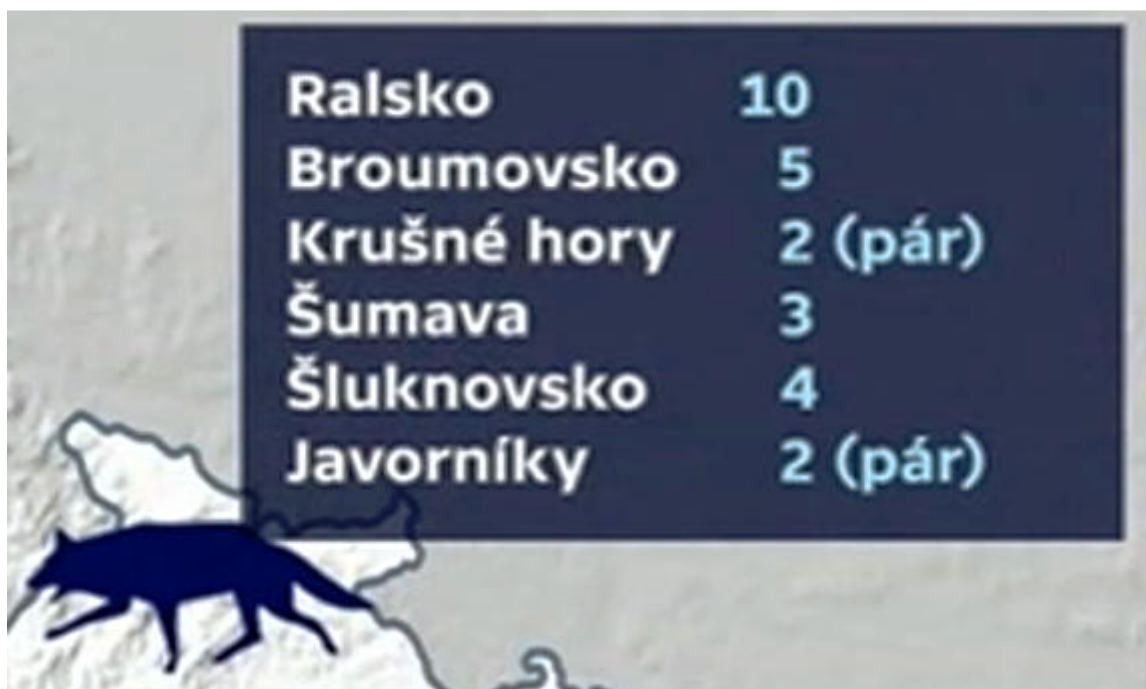 Ralsko 10
Broumovsko 5
Krušné hory 2 (pár)
Šumava 3
Šluknovsko 4
Javorníky 2 (pár)